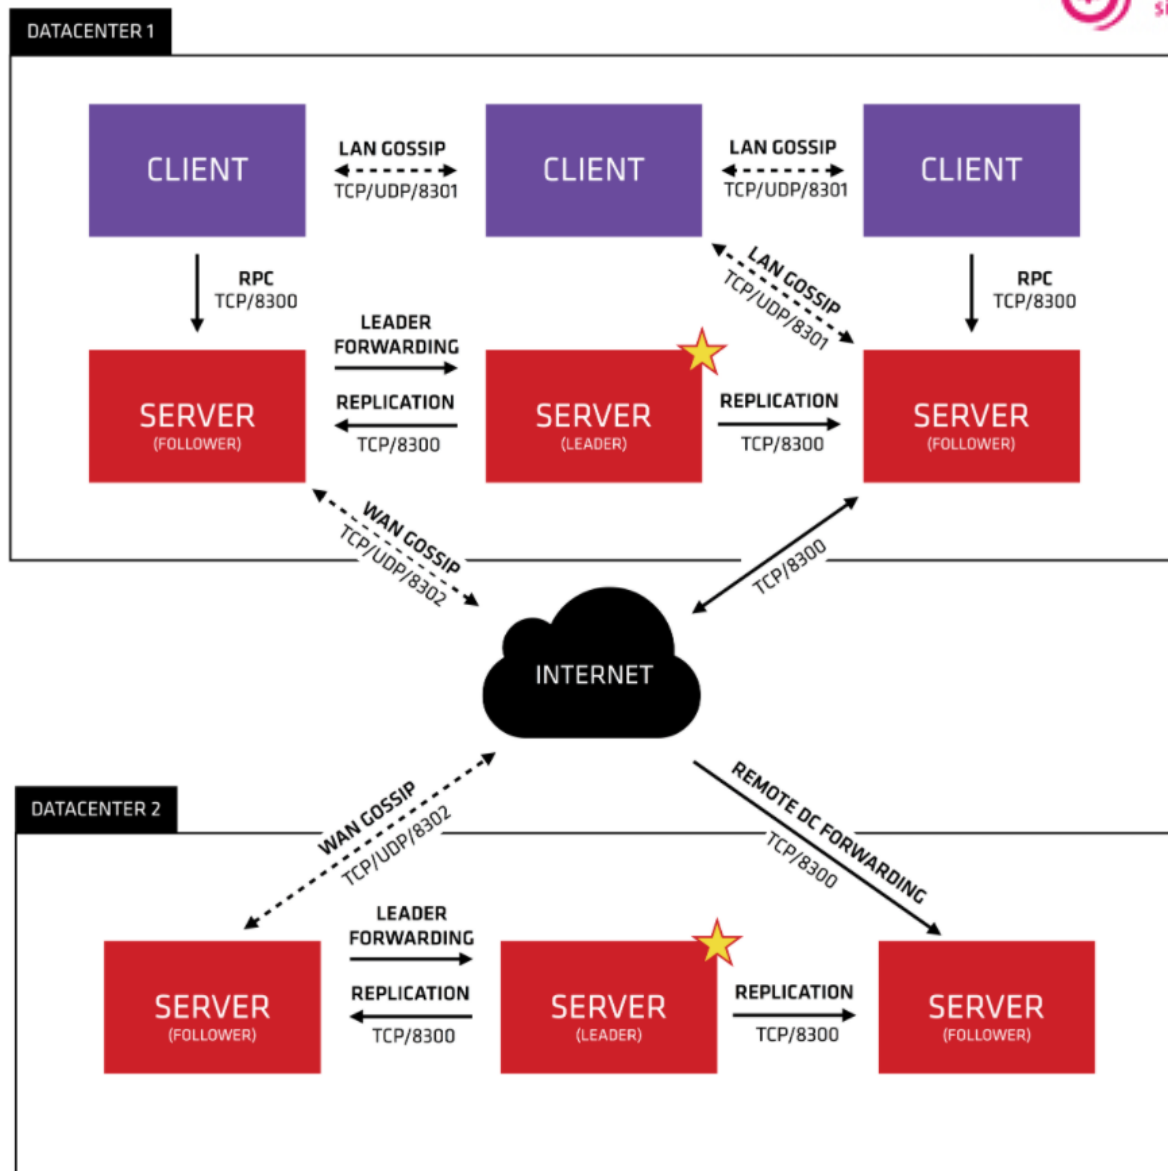 DATACENTER 1
CLIENT
LAN GOSSIP
TCP/UDP/8301
CLIENT
LAN GOSSIP
TCP/UDP/8301
CLIENT
RPC
TCP/8300
LAN GOSSIP
TCP/UDP/8301
RPC
TCP/8300
SERVER
(FOLLOWER)
LEADER
FORWARDING
REPLICATION
TCP/8300
SERVER
(LEADER)
REPLICATION
TCP/8300
SERVER
(FOLLOWER)
WAN GOSSIP
TCP/UDP/8302
TCP/8300
INTERNET
DATACENTER 2
WAN GOSSIP
TCP/UDP/8302
REMOTE DC FORWARDING
TCP/8300
SERVER
(FOLLOWER)
LEADER
FORWARDING
REPLICATION
TCP/8300
SERVER
(LEADER)
REPLICATION
TCP/8300
SERVER
(FOLLOWER)